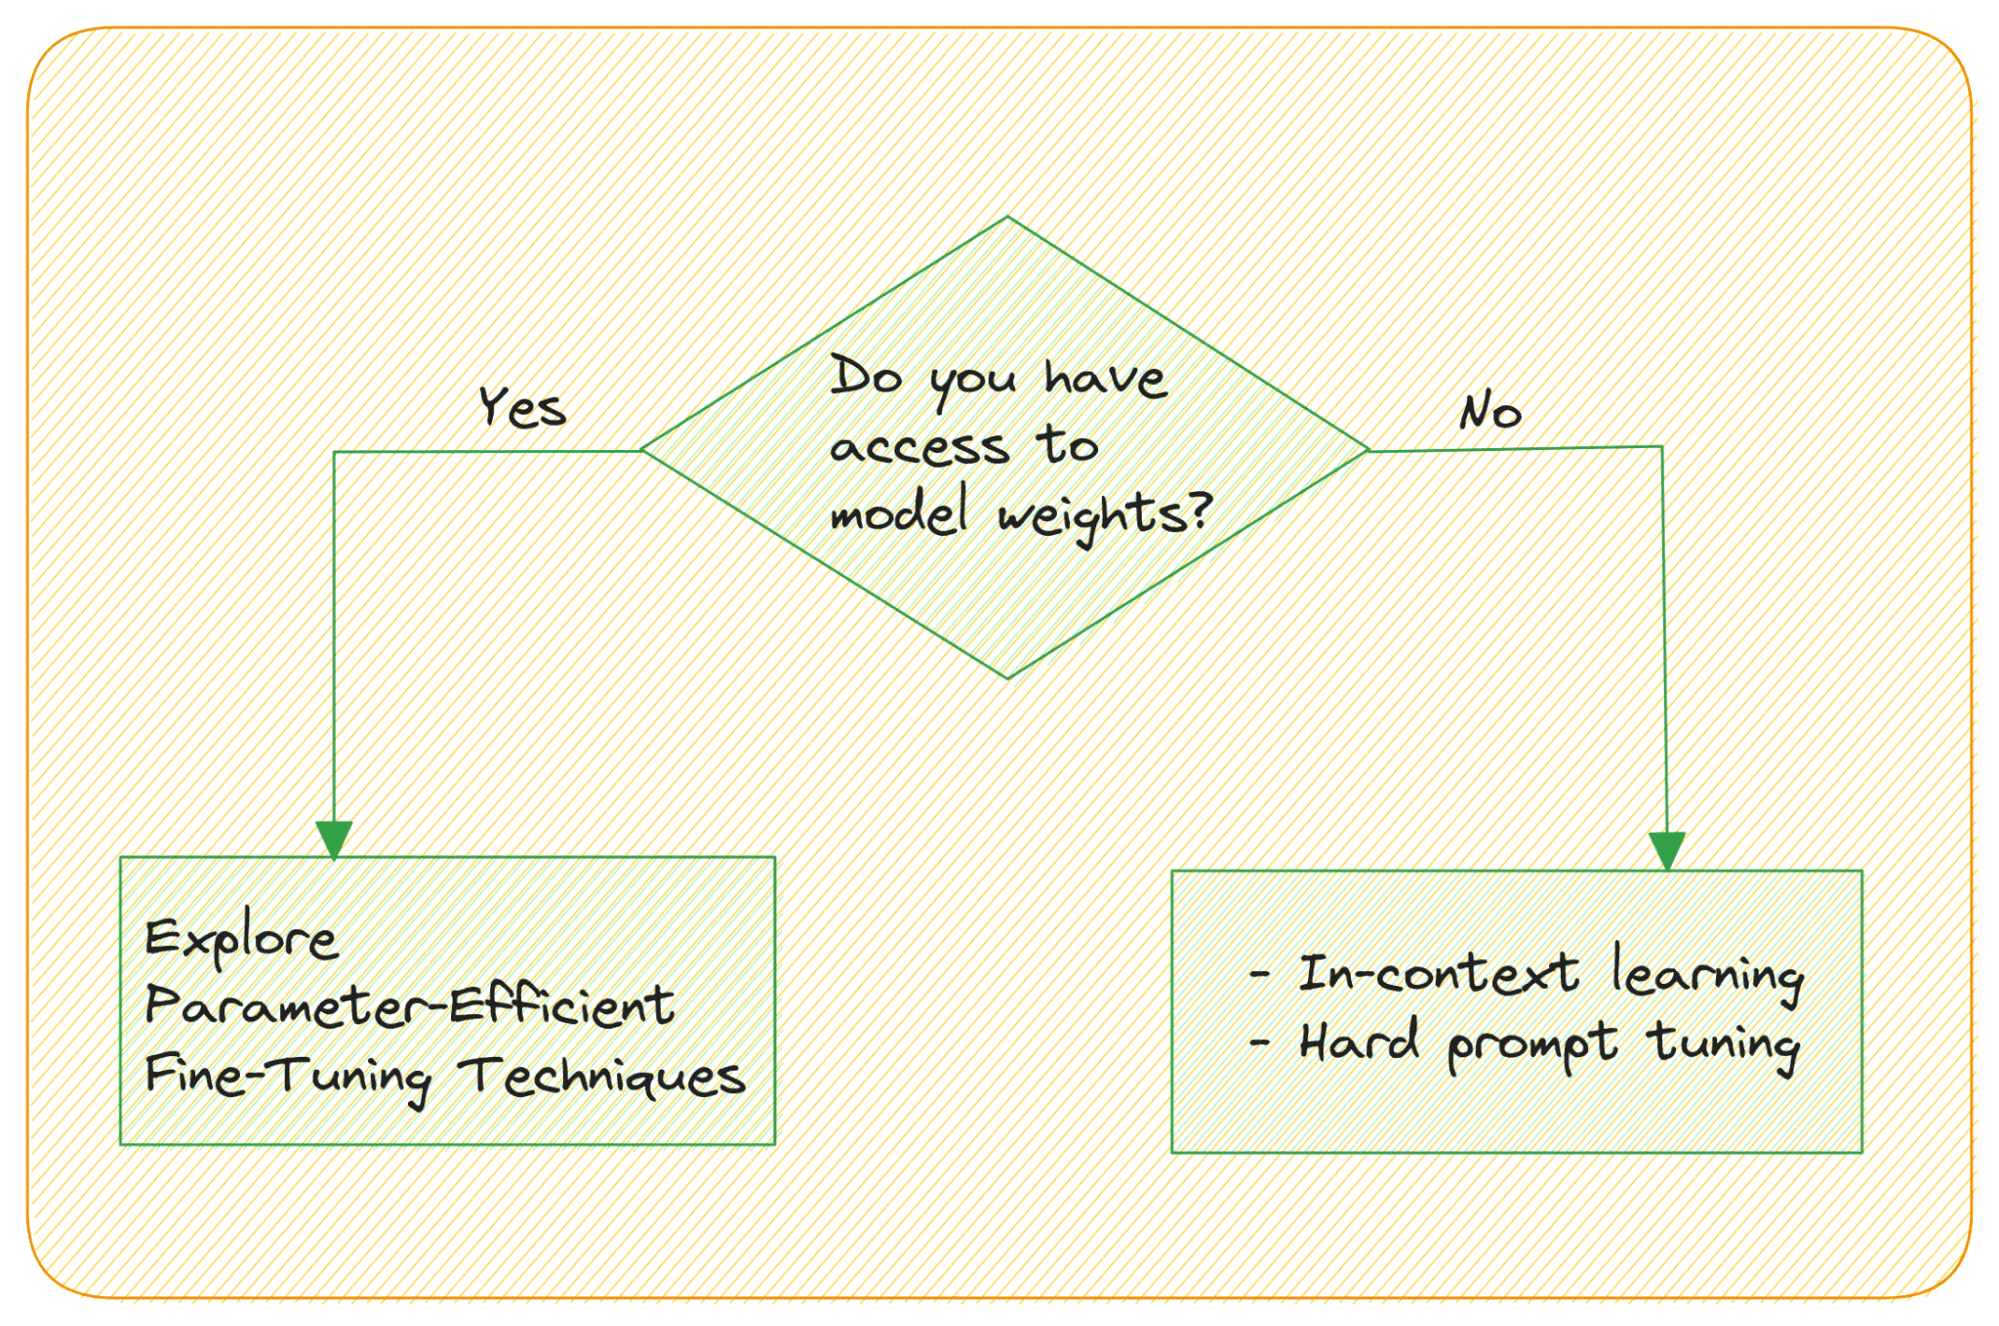 Do you have
access to
model weights?
Yes
No
Explore
Parameter-Efficient
Fine-Tuning Techniques
- In-context learning
- Hard prompt tuning